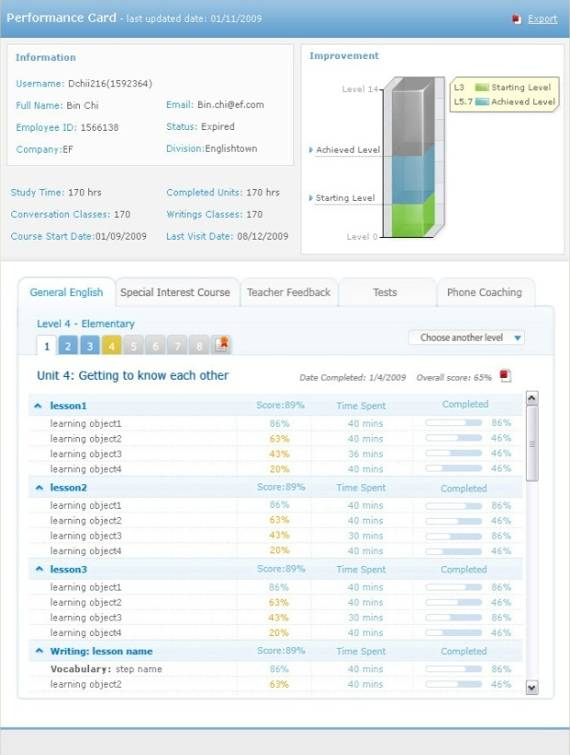 Performance Card - last updated date: 01/11/2009
Export
Information
Username: Dchii216(1592364)
Full Name: Bin Chi
Email: Bin.chi@ef.com
Employee ID: 1566138
Status: Expired
Company:EF
Division:Englishtown
Study Time: 170 hrs
Completed Units: 170 hrs
Conversation Classes: 170
Writings Classes: 170
Course Start Date:01/09/2009
Last Visit Date: 08/12/2009
Improvement
Level 14
L3 Starting Level
L5.7 Achieved Level
Achieved Level
Starting Level
Level 0
General English
Special Interest Course
Teacher Feedback
Tests
Phone Coaching
Level 4 - Elementary
1 2 3 4 5 6 7 8
Choose another level
Unit 4: Getting to know each other
Date Completed: 1/4/2009 Overall score: 65%
lesson1 Score:89% Time Spent Completed
learning object1 86% 40 mins 86%
learning object2 63% 40 mins 46%
learning object3 43% 36 mins 46%
learning object4 20% 40 mins 46%
lesson2 Score:89% Time Spent Completed
learning object1 86% 40 mins 86%
learning object2 63% 40 mins 46%
learning object3 43% 30 mins 86%
learning object4 20% 40 mins 46%
lesson3 Score:89% Time Spent Completed
learning object1 86% 40 mins 86%
learning object2 63% 40 mins 46%
learning object3 43% 30 mins 86%
learning object4 20% 40 mins 46%
Writing: lesson name Score:89% Time Spent Completed
Vocabulary: step name 86% 40 mins 86%
learning object2 63% 40 mins 46%